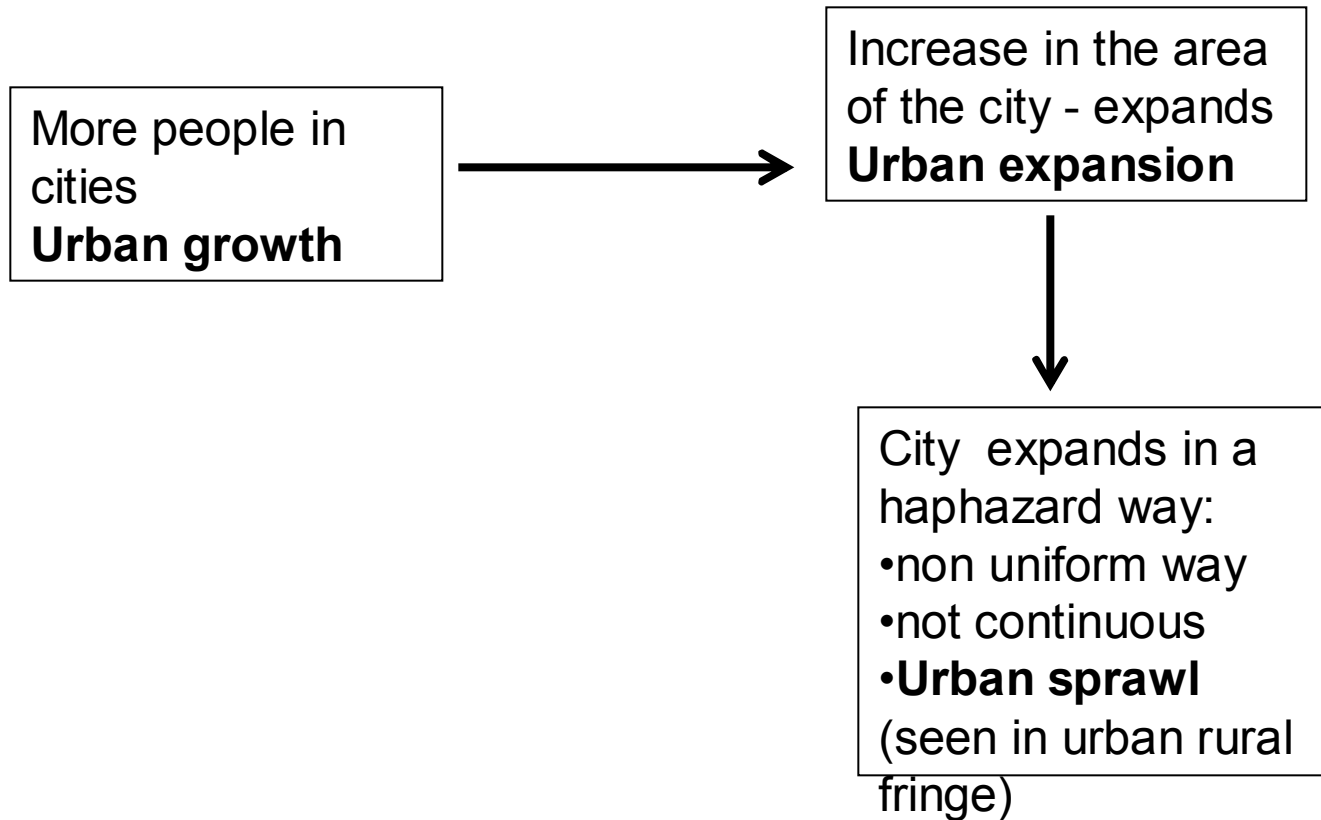 More people in
cities
Urban growth
Increase in the area
of the city - expands
Urban expansion
City  expands in a
haphazard way:
•non uniform way
•not continuous
•Urban sprawl
(seen in urban rural
fringe)